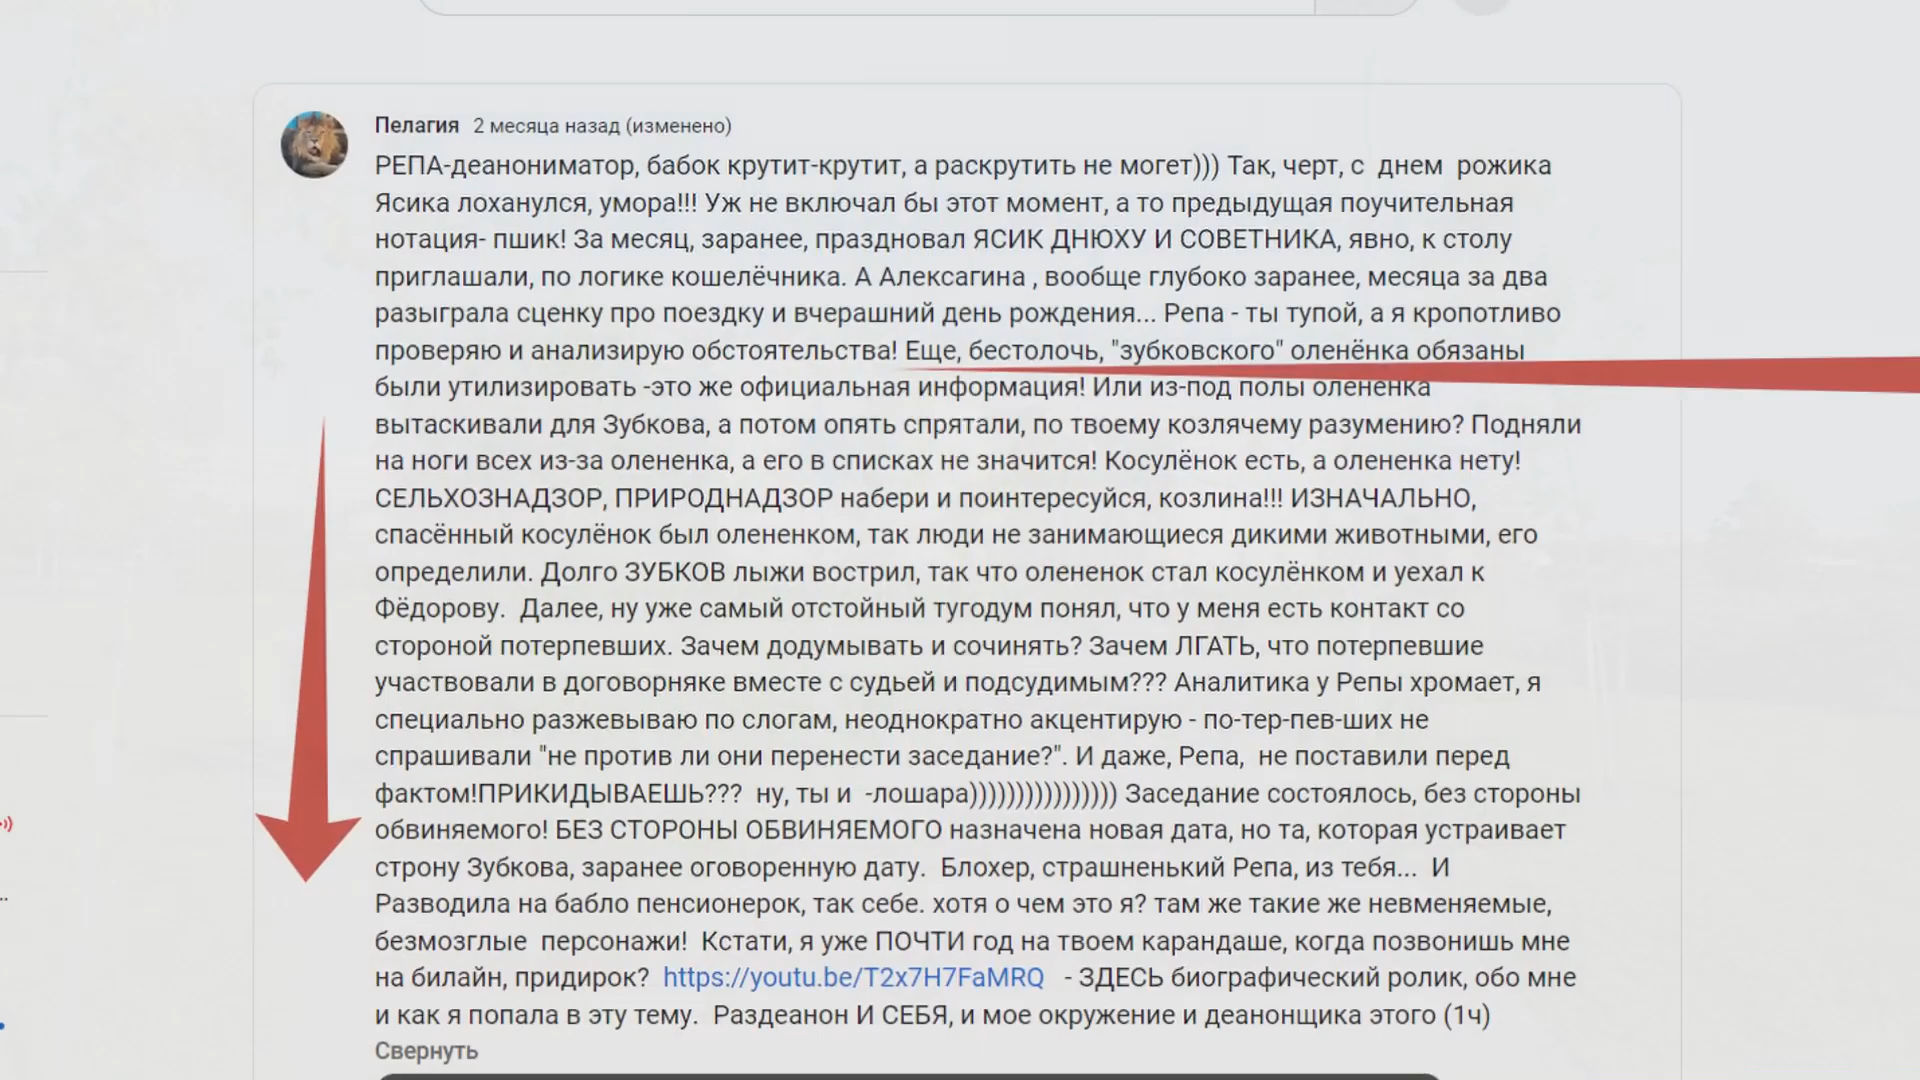 Пелагия 2 месяца назад (изменено)
РЕПА-деанониматор, бабок крутит-крутит, а раскрутить не могет))) Так, черт, с днем рожика
Ясика лоханулся, умора!!! Уж не включал бы этот момент, а то предыдущая поучительная
нотация- пшик! За месяц, заранее, праздновал ЯСИК ДНЮХУ И СОВЕТНИКА, явно, к столу
приглашали, по логике кошелёчника. А Алексагина , вообще глубоко заранее, месяца за два
разыграла сценку про поездку и вчерашний день рождения... Репа - ты тупой, а я кропотливо
проверяю и анализирую обстоятельства! Еще, бестолочь, "зубковского" оленёнка обязаны
были утилизировать -это же официальная информация! Или из-под полы олененка
вытаскивали для Зубкова, а потом опять спрятали, по твоему козлячему разумению? Подняли
на ноги всех из-за олененка, а его в списках не значится! Косулёнок есть, а олененка нету!
СЕЛЬХОЗНАДЗОР, ПРИРОДНАДЗОР набери и поинтересуйся, козлина!!! ИЗНАЧАЛЬНО,
спасённый косулёнок был олененком, так люди не занимающиеся дикими животными, его
определили. Долго ЗУБКОВ лыжи вострил, так что олененок стал косулёнком и уехал к
Фёдорову. Далее, ну уже самый отстойный тугодум понял, что у меня есть контакт со
стороной потерпевших. Зачем додумывать и сочинять? Зачем ЛГАТЬ, что потерпевшие
участвовали в договорняке вместе с судьей и подсудимым??? Аналитика у Репы хромает, я
специально разжевываю по слогам, неоднократно акцентирую - по-тер-пев-ших не
спрашивали "не против ли они перенести заседание?". И даже, Репа, не поставили перед
фактом!ПРИКИДЫВАЕШЬ??? ну, ты и -лошара)))))))))))))))) Заседание состоялось, без стороны
обвиняемого! БЕЗ СТОРОНЫ ОБВИНЯЕМОГО назначена новая дата, но та, которая устраивает
строну Зубкова, заранее оговоренную дату. Блохер, страшненький Репа, из тебя... И
Разводила на бабло пенсионерок, так себе. хотя о чем это я? там же такие же невменяемые,
безмозглые персонажи! Кстати, я уже ПОЧТИ год на твоем карандаше, когда позвонишь мне
на билайн, придирок? https://youtu.be/T2x7H7FaMRQ - ЗДЕСЬ биографический ролик, обо мне
и как я попала в эту тему. Раздеанон И СЕБЯ, и мое окружение и деанонщика этого (1ч)
Свернуть